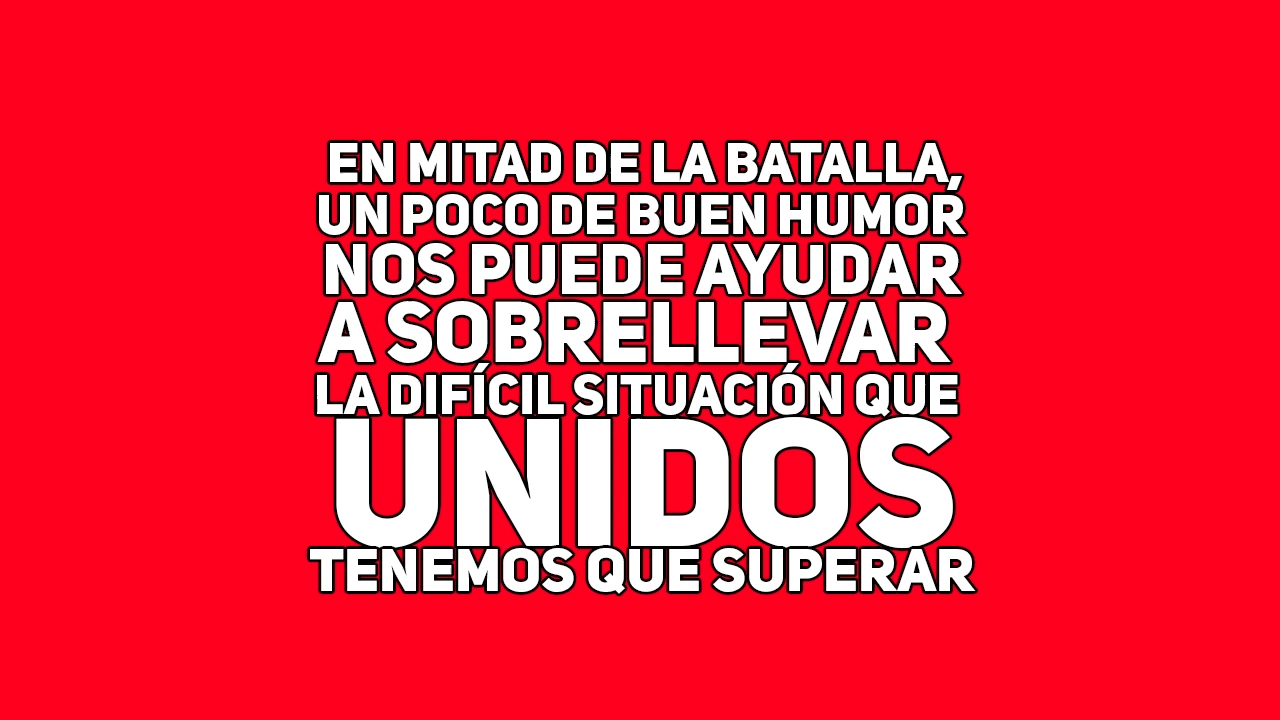 EN MITAD DE LA BATALLA,
UN POCO DE BUEN HUMOR
NOS PUEDE AYUDAR
A SOBRELLEVAR
LA DIFÍCIL SITUACIÓN QUE
UNIDOS
TENEMOS QUE SUPERAR